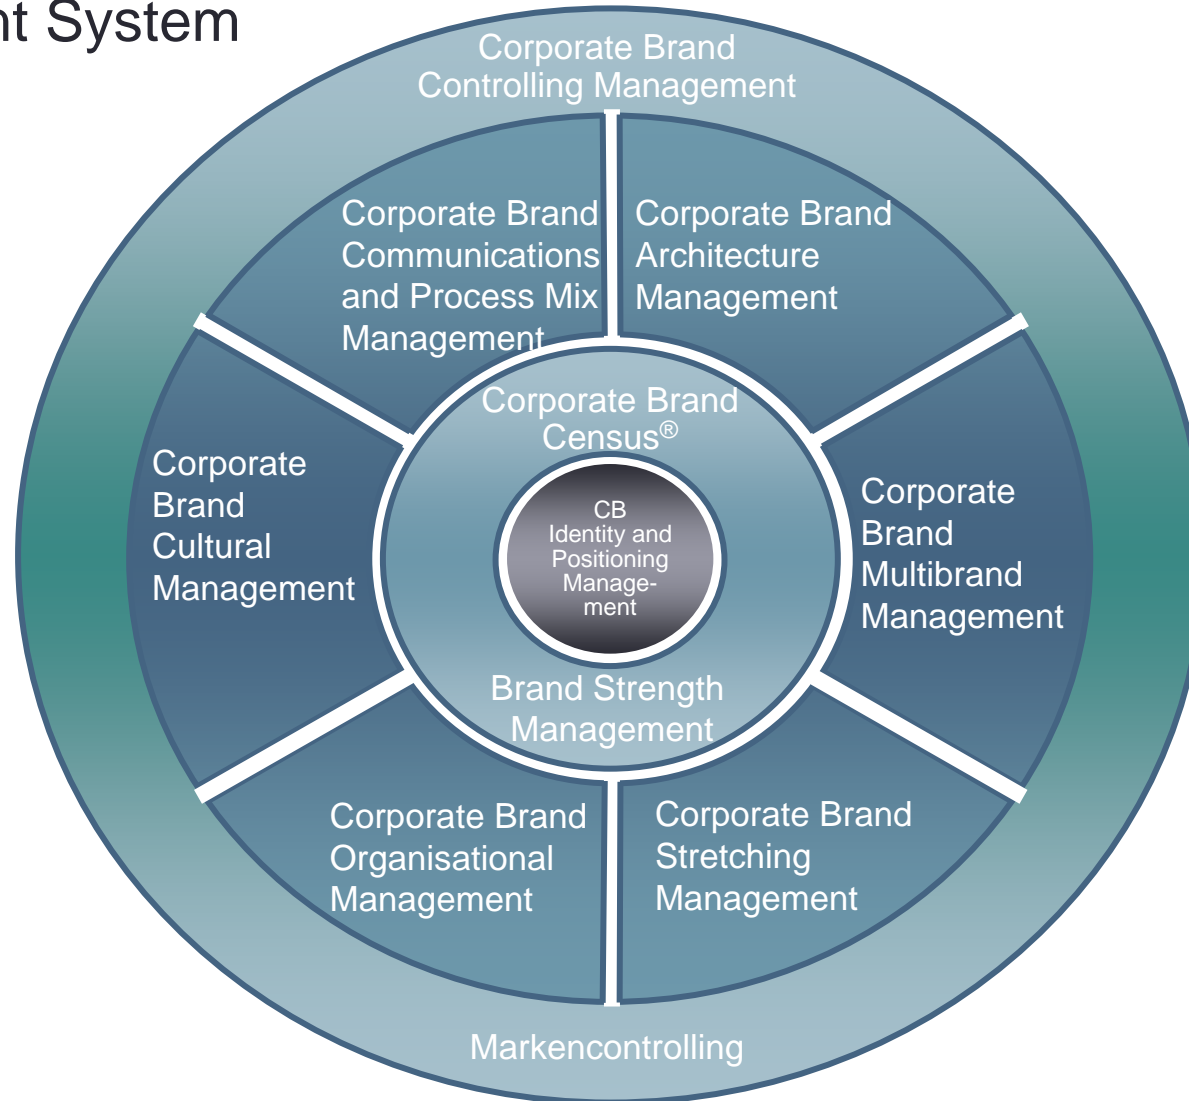 nt System
Corporate Brand
Controlling Management
Corporate Brand
Communications
and Process Mix
Management
Corporate Brand
Architecture
Management
Corporate Brand
Census®
Corporate
Brand
Cultural
Management
CB
Identity and
Positioning
Manage-
ment
Corporate
Brand
Multibrand
Management
Brand Strength
Management
Corporate Brand
Organisational
Management
Corporate Brand
Stretching
Management
Markencontrolling